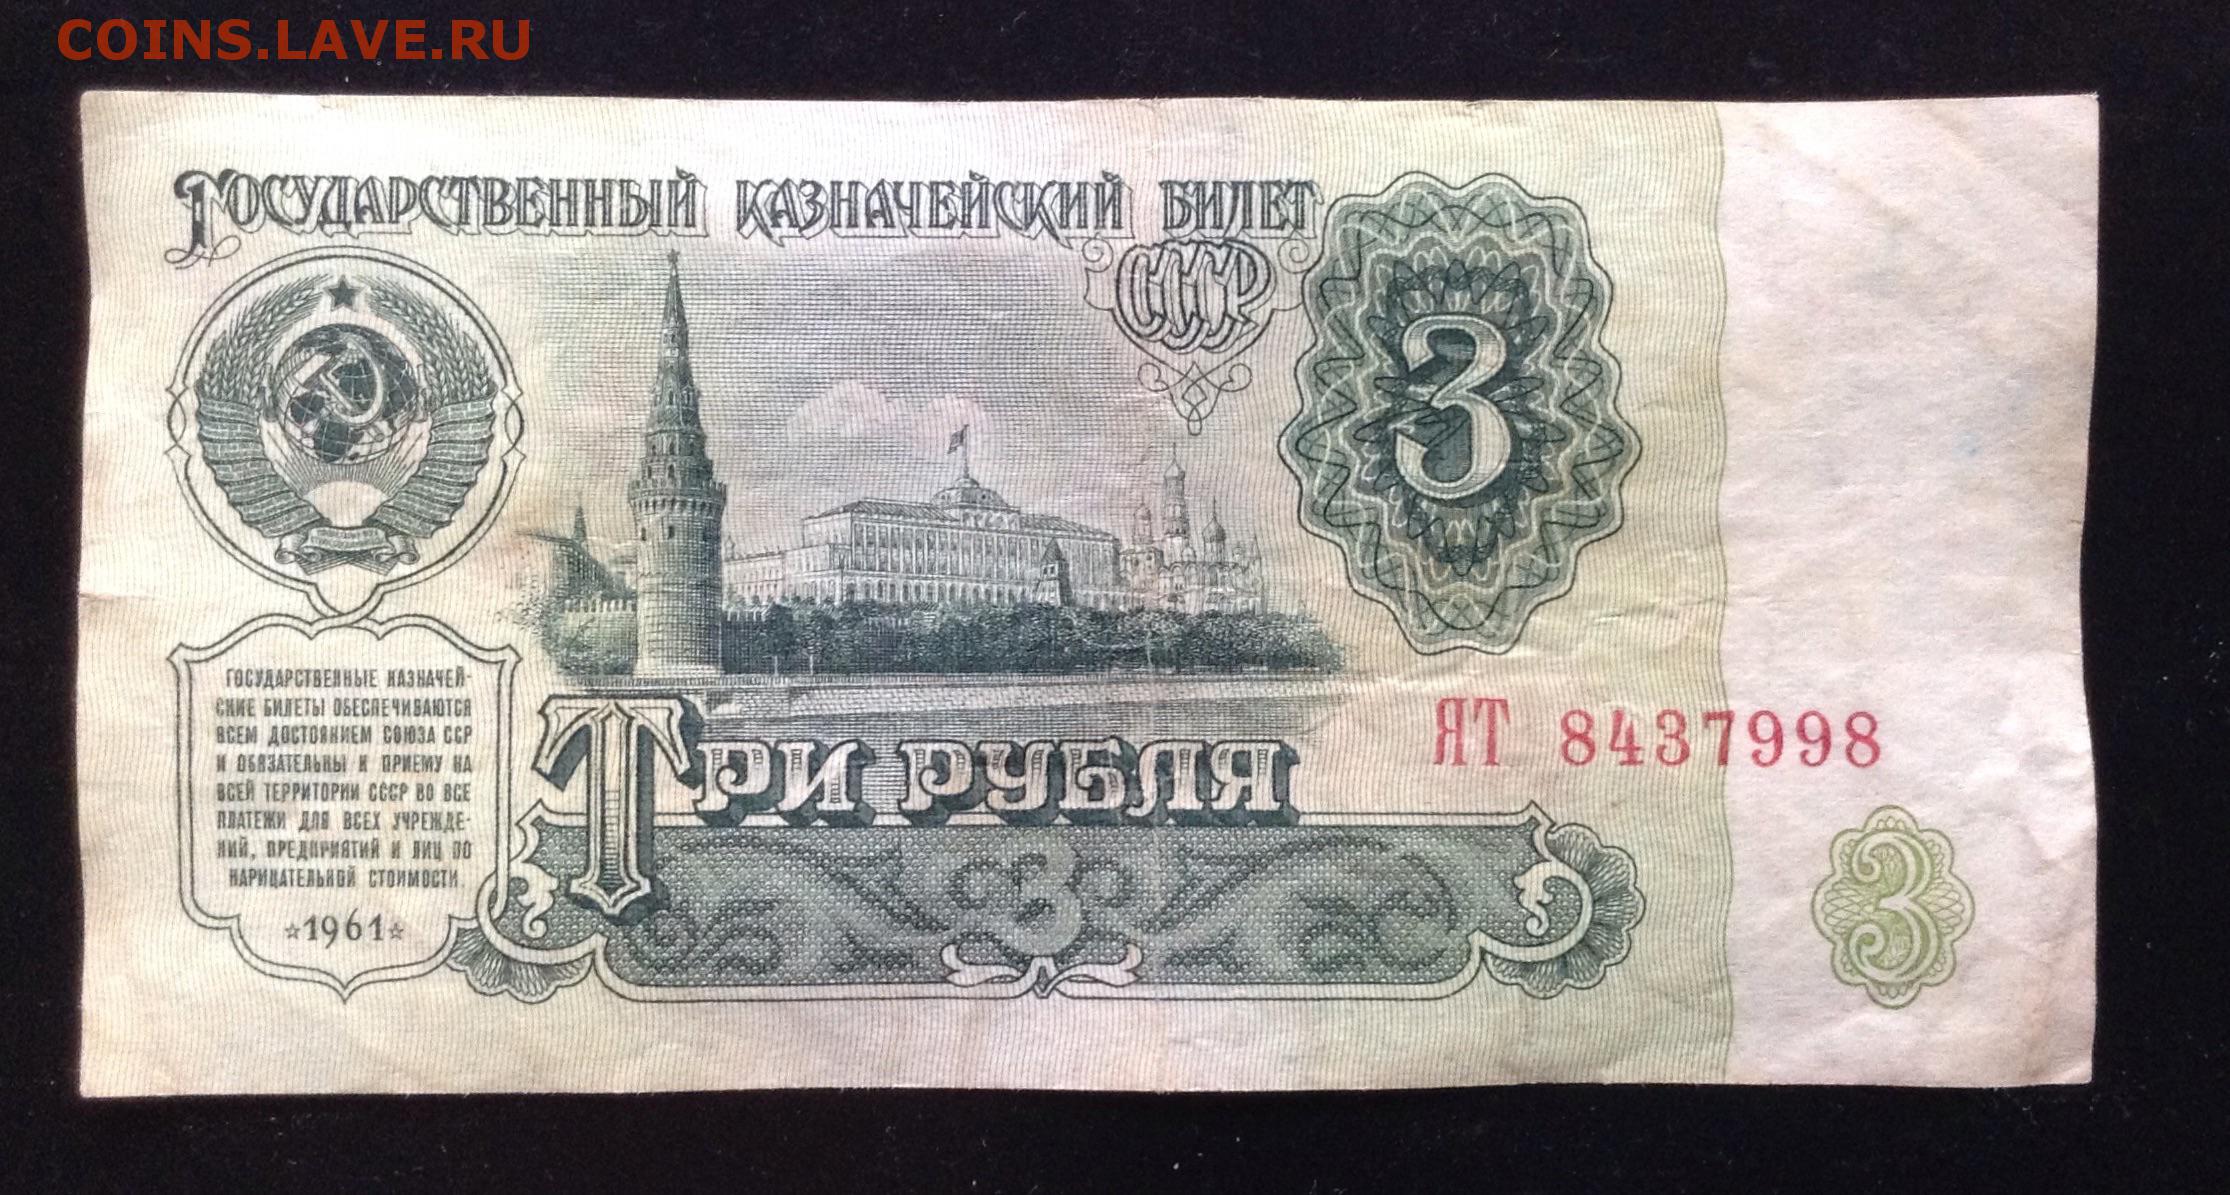 COINS.LAVE.RU
ГОСУДАРСТВЕННЫЙ КАЗНАЧЕЙСКИЙ БИЛЕТ
СССР
3
ГОСУДАРСТВЕННЫЕ КАЗНАЧЕЙ-
СКИЕ БИЛЕТЫ ОБЕСПЕЧИВАЮТСЯ
ВСЕМ ДОСТОЯНИЕМ СОЮЗА ССР
И ОБЯЗАТЕЛЬНЫ К ПРИЕМУ НА
ВСЕЙ ТЕРРИТОРИИ СССР ВО ВСЕ
ПЛАТЕЖИ ДЛЯ ВСЕХ УЧРЕЖДЕ-
НИЙ, ПРЕДПРИЯТИЙ И ЛИЦ ПО
НАРИЦАТЕЛЬНОЙ СТОИМОСТИ.
☆1961☆
ТРИ РУБЛЯ
ЯТ 8437998
3
3